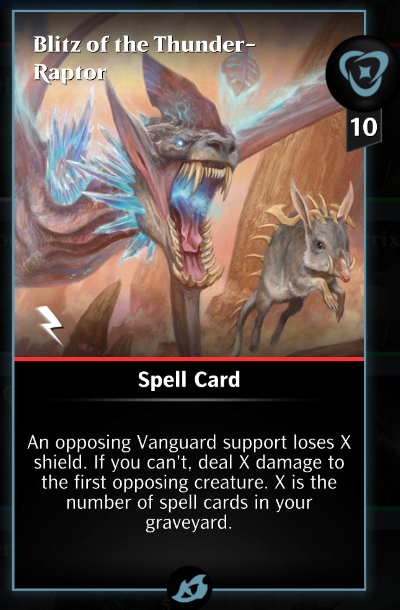 Blitz of the Thunder-
Raptor
10
Spell Card
An opposing Vanguard support loses X
shield. If you can't, deal X damage to
the first opposing creature. X is the
number of spell cards in your
graveyard.